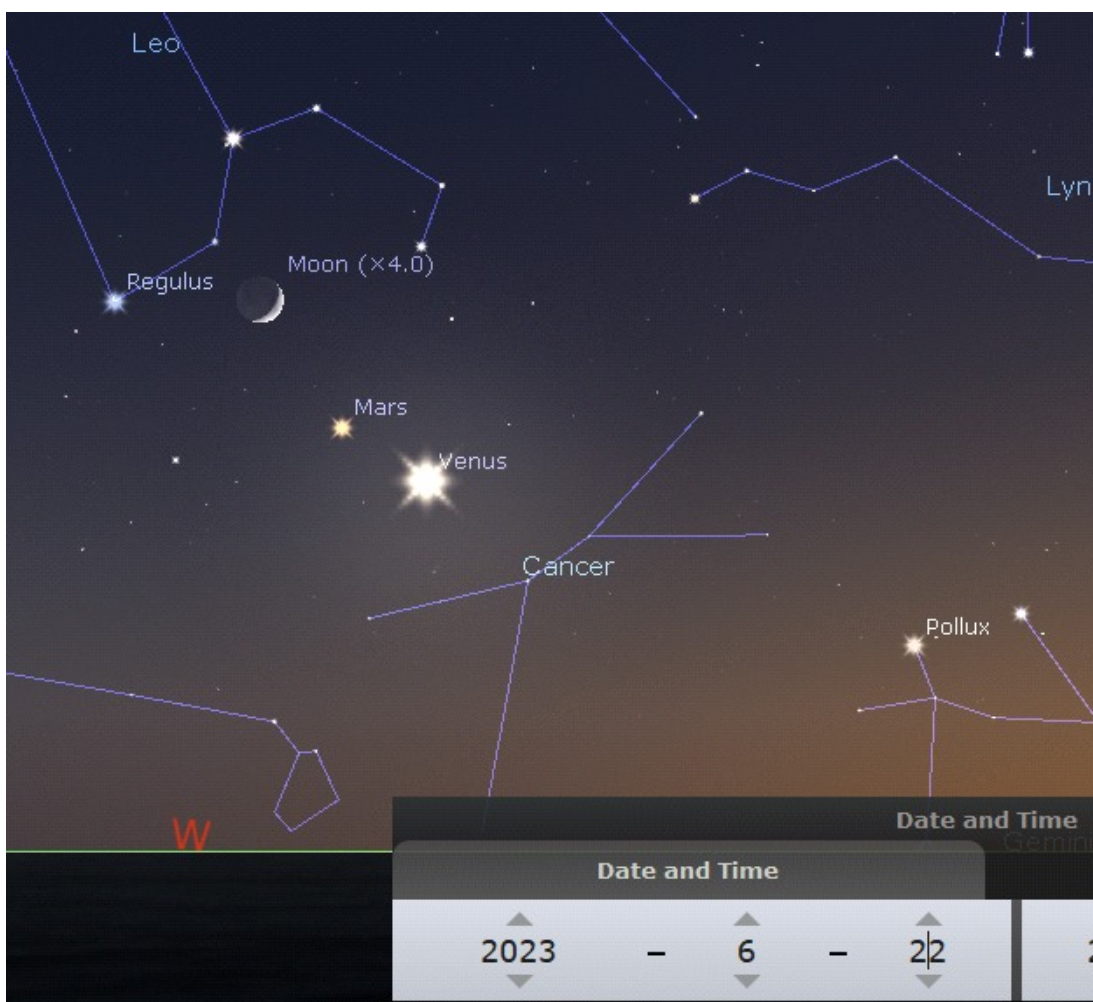 Leo
Lyn
Moon (×4.0)
Regulus
Mars
Venus
Cancer
Pollux
W
Date and Time
Gemini
Date and Time
2023 – 6 – 22